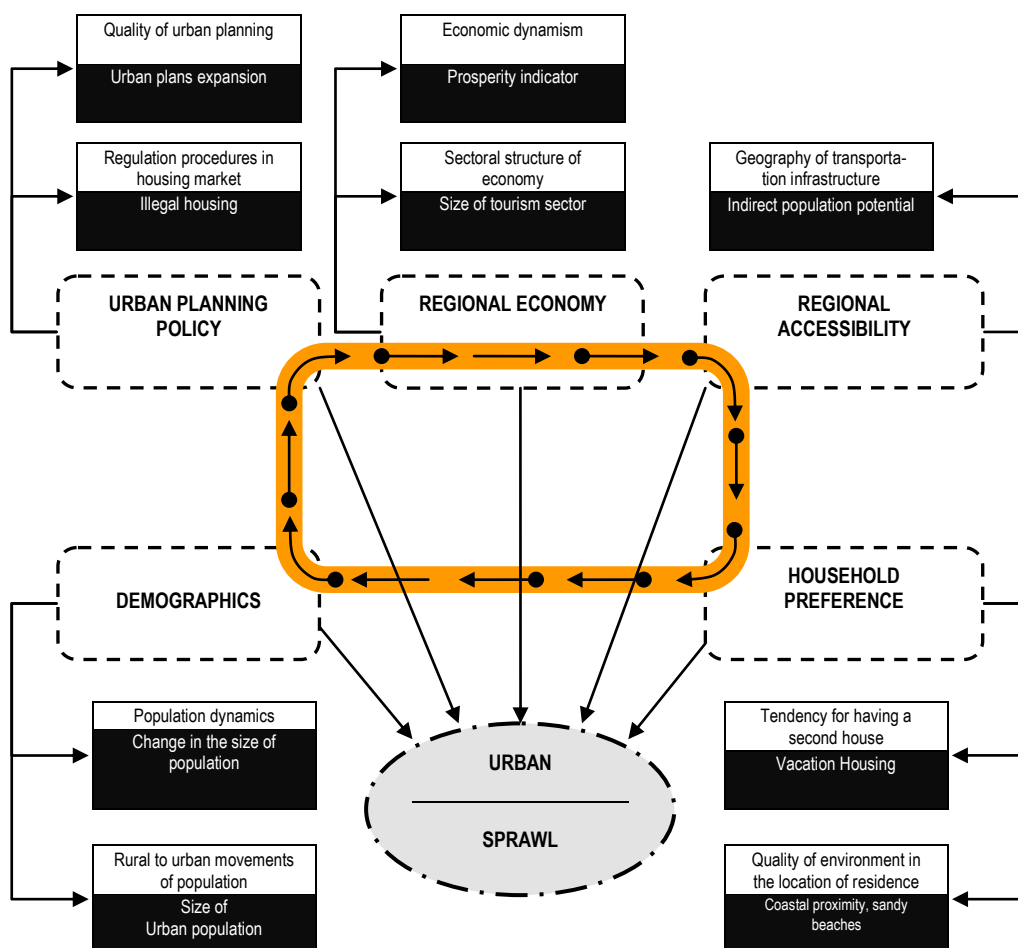 Quality of urban planning
Urban plans expansion
Economic dynamism
Prosperity indicator
Regulation procedures in
housing market
Illegal housing
Sectoral structure of
economy
Size of tourism sector
Geography of transporta-
tion infrastructure
Indirect population potential
URBAN PLANNING
POLICY
REGIONAL ECONOMY
REGIONAL
ACCESSIBILITY
DEMOGRAPHICS
HOUSEHOLD
PREFERENCE
Population dynamics
Change in the size of
population
URBAN
SPRAWL
Tendency for having a
second house
Vacation Housing
Rural to urban movements
of population
Size of
Urban population
Quality of environment in
the location of residence
Coastal proximity, sandy
beaches